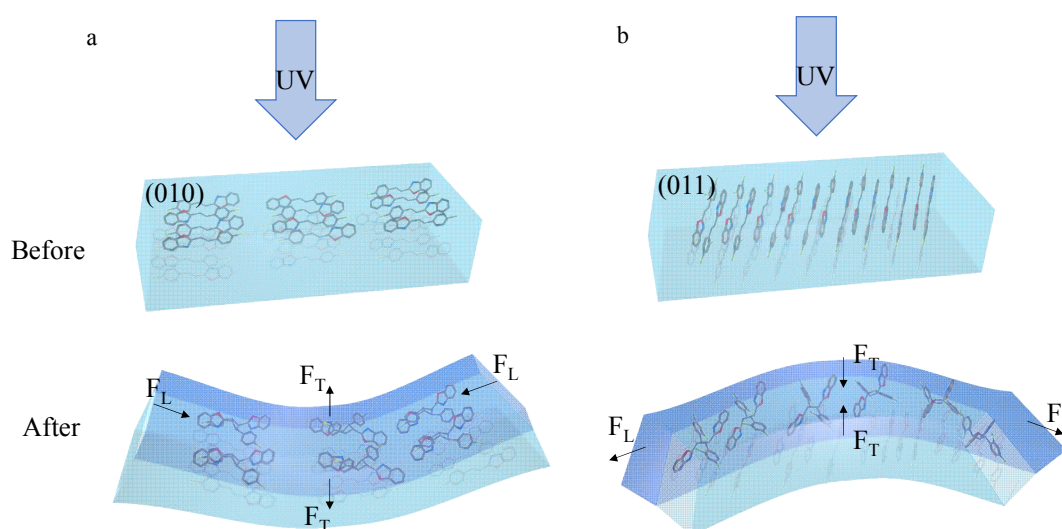 a
UV
(010)
Before
After
F_L
F_T
F_L
F_T
b
UV
(011)
F_T
F_L
F_T
F